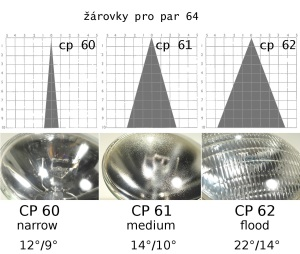 žárovky pro par 64
cp 60 cp 61 cp 62
CP 60 CP 61 CP 62
narrow medium flood
12°/9° 14°/10° 22°/14°